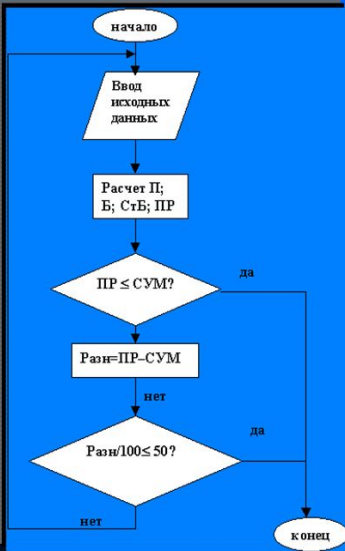 начало
Ввод
исходных
данных
Расчет П;
Б; СтБ; ПР
ПР ≤ СУМ?
да
Разн=ПР–СУМ
нет
Разн/100≤ 50?
да
нет
конец